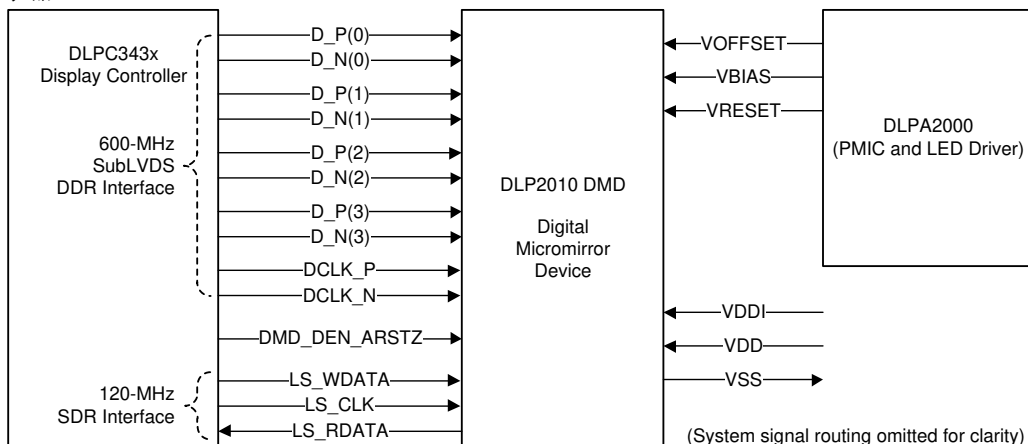 DLPC343x
Display Controller
600-MHz
SubLVDS
DDR Interface
120-MHz
SDR Interface
D_P(0)
D_N(0)
D_P(1)
D_N(1)
D_P(2)
D_N(2)
D_P(3)
D_N(3)
DCLK_P
DCLK_N
DMD_DEN_ARSTZ
LS_WDATA
LS_CLK
LS_RDATA
DLP2010 DMD
Digital
Micromirror
Device
VOFFSET
VBIAS
VRESET
VDDI
VDD
VSS
DLPA2000
(PMIC and LED Driver)
(System signal routing omitted for clarity)